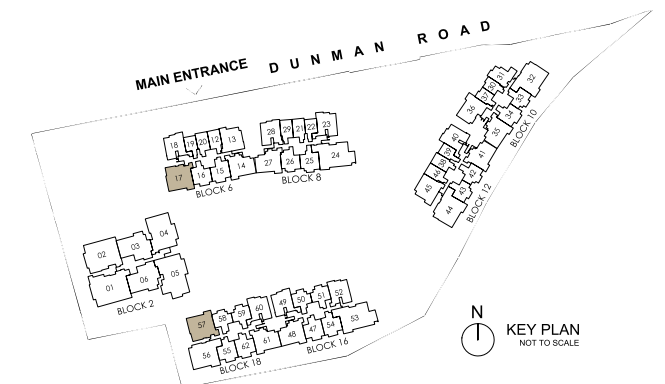 MAIN ENTRANCE
DUNMAN ROAD
18 19 20 12 13
17 16 15 14
BLOCK 6
28 29 21 22 23
27 26 25 24
BLOCK 8
31 32
30
37 33
36 34
35
BLOCK 10
40
39 41
38
46 42
45 43
44
BLOCK 12
02 03 04
01 06 05
BLOCK 2
57 58 59 60
56 55 62 61
BLOCK 18
49 50 51 52
48 47 54 53
BLOCK 16
N
KEY PLAN
NOT TO SCALE